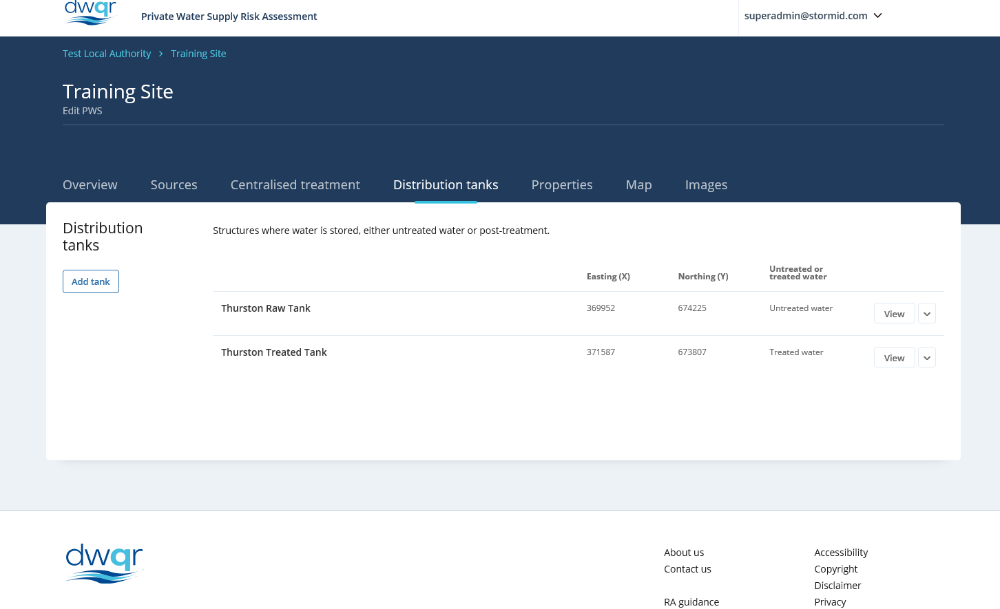 dwqr
Private Water Supply Risk Assessment
superadmin@stormid.com
Test Local Authority
Training Site
Training Site
Edit PWS
Overview
Sources
Centralised treatment
Distribution tanks
Properties
Map
Images
Distribution
tanks
Add tank
Structures where water is stored, either untreated water or post-treatment.
Easting (X)
Northing (Y)
Untreated or
treated water
Thurston Raw Tank
369952
674225
Untreated water
View
Thurston Treated Tank
371587
673807
Treated water
View
dwqr
About us
Contact us
RA guidance
Accessibility
Copyright
Disclaimer
Privacy